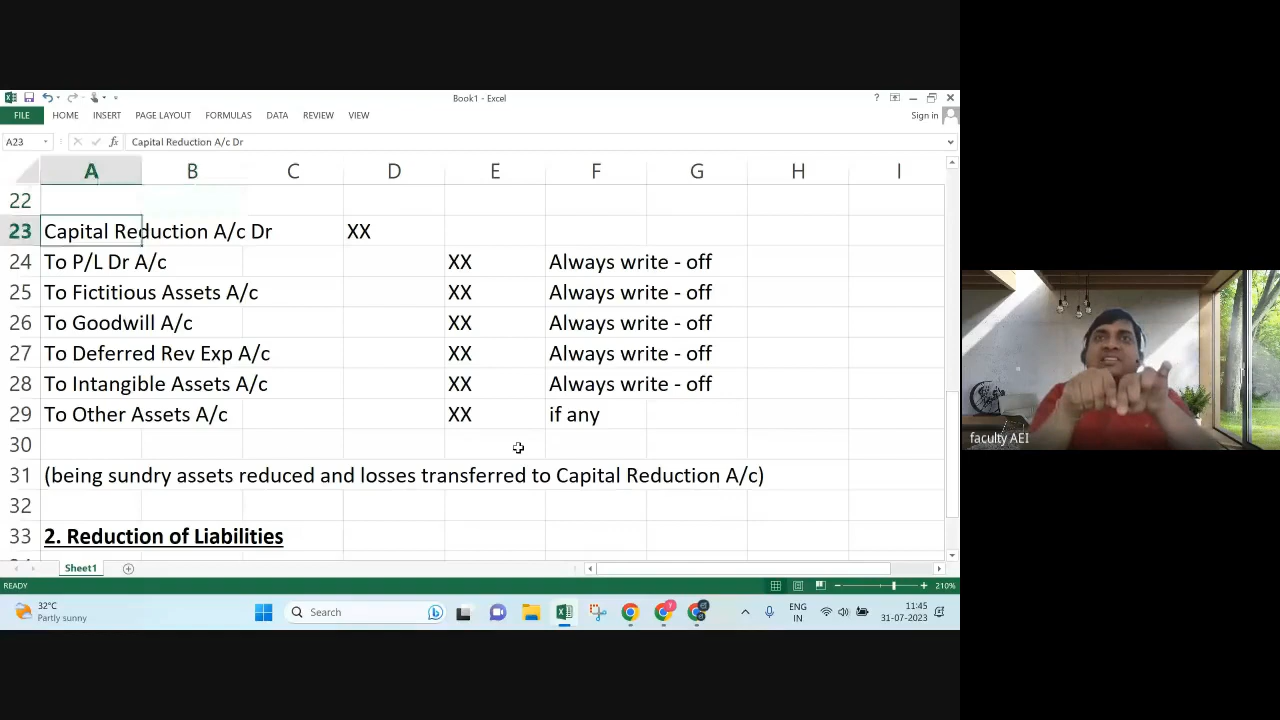 Book1 - Excel
FILE HOME INSERT PAGE LAYOUT FORMULAS DATA REVIEW VIEW
Sign in
A23 fx Capital Reduction A/c Dr
A B C D E F G H I
22
23 Capital Reduction A/c Dr XX
24 To P/L Dr A/c XX Always write - off
25 To Fictitious Assets A/c XX Always write - off
26 To Goodwill A/c XX Always write - off
27 To Deferred Rev Exp A/c XX Always write - off
28 To Intangible Assets A/c XX Always write - off
29 To Other Assets A/c XX if any
30
31 (being sundry assets reduced and losses transferred to Capital Reduction A/c)
32
33 2. Reduction of Liabilities
Sheet1
READY 210%
32°C
Partly sunny
Search
ENG
IN
11:45
31-07-2023
faculty AEI